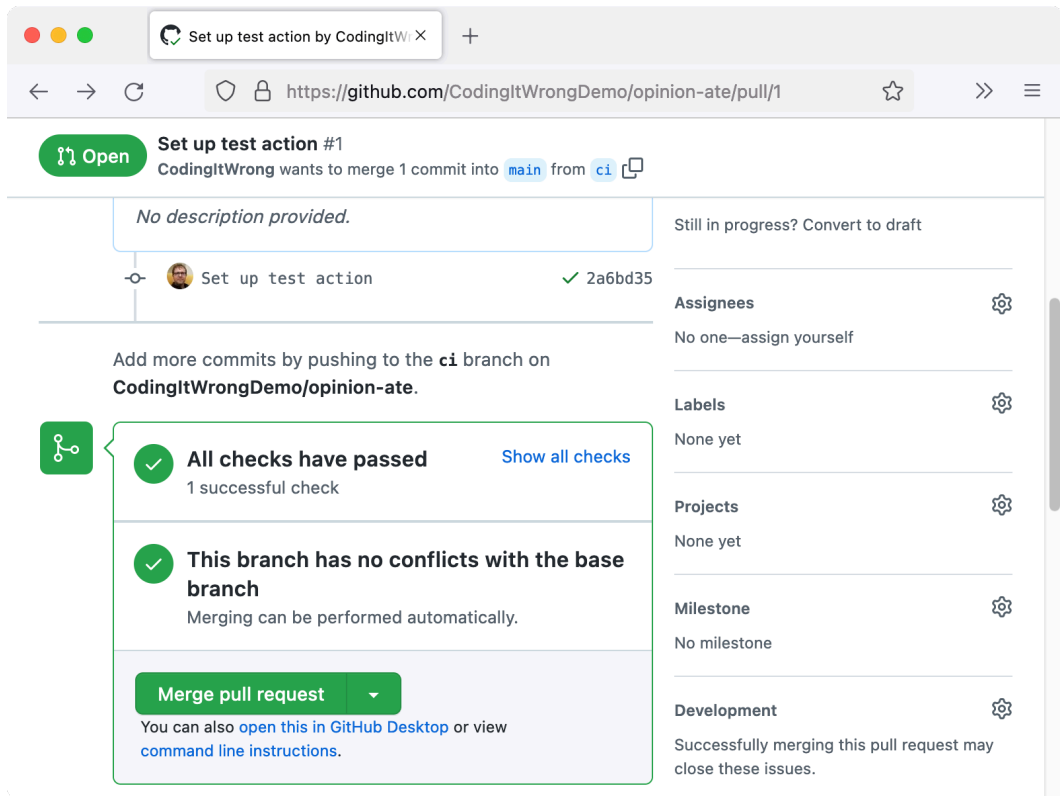 Set up test action by CodingItWr
https://github.com/CodingItWrongDemo/opinion-ate/pull/1
Open
Set up test action #1
CodingItWrong wants to merge 1 commit into main from ci
No description provided.
Set up test action 2a6bd35
Add more commits by pushing to the ci branch on
CodingItWrongDemo/opinion-ate.
All checks have passed
Show all checks
1 successful check
This branch has no conflicts with the base
branch
Merging can be performed automatically.
Merge pull request
You can also open this in GitHub Desktop or view
command line instructions.
Still in progress? Convert to draft
Assignees
No one—assign yourself
Labels
None yet
Projects
None yet
Milestone
No milestone
Development
Successfully merging this pull request may
close these issues.